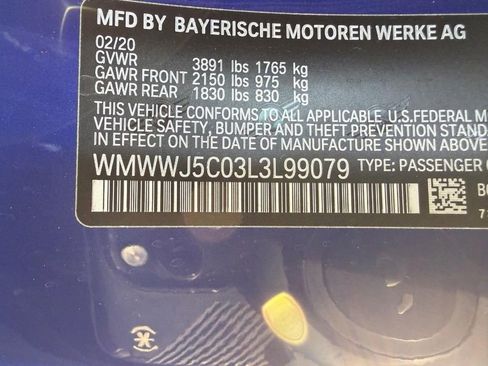 MFD BY BAYERISCHE MOTOREN WERKE AG
02/20
GVWR 3891 lbs 1765 kg
GAWR FRONT 2150 lbs 975 kg
GAWR REAR 1830 lbs 830 kg
THIS VEHICLE CONFORMS TO ALL APPLICABLE U.S.FEDERAL M
VEHICLE SAFETY, BUMPER AND THEFT PREVENTION STANDA
IN EFFECT ON THE DATE OF MANUFACTURE SHOWN ABOVE
WMWWJ5C03L3L99079 TYPE: PASSENGER